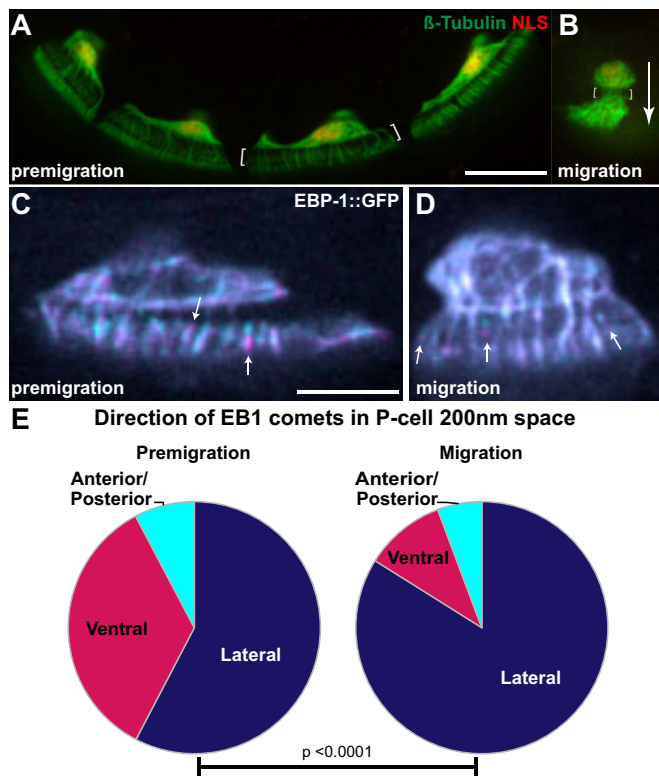 A
ß-Tubulin NLS
B
premigration
migration
C
EBP-1::GFP
D
premigration
migration
E Direction of EB1 comets in P-cell 200nm space
Premigration
Migration
Anterior/
Posterior
Anterior/
Posterior
Ventral
Lateral
Ventral
Lateral
p <0.0001